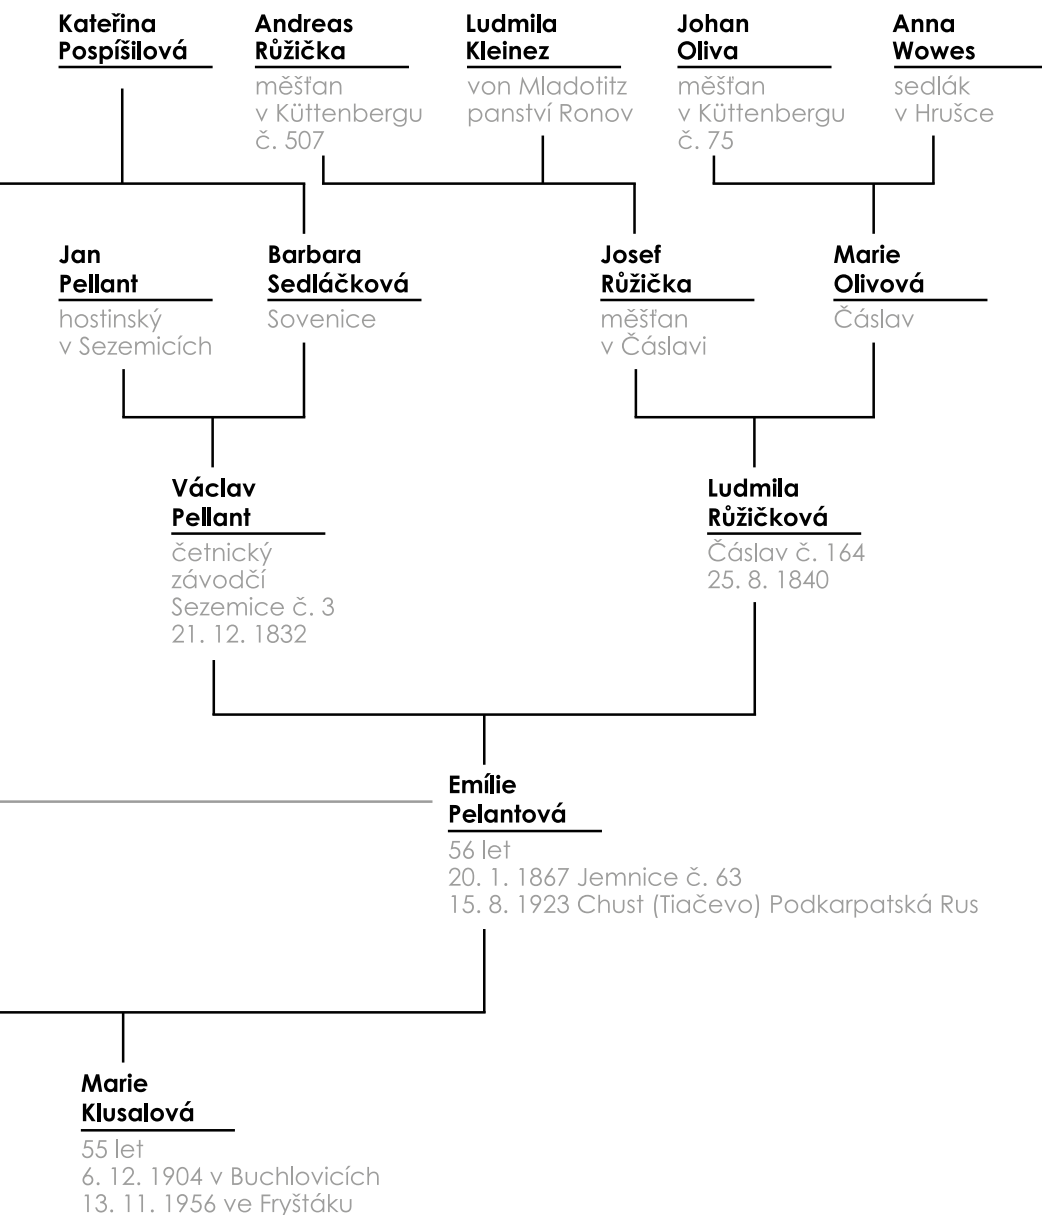 Kateřina
Pospíšilová
Andreas
Růžička
měšťan
v Küttenbergu
č. 507
Ludmila
Kleinez
von Mladotitz
panství Ronov
Johan
Oliva
měšťan
v Küttenbergu
č. 75
Anna
Wowes
sedlák
v Hrušce
Jan
Pellant
hostinský
v Sezemicích
Barbara
Sedláčková
Sovenice
Josef
Růžička
měšťan
v Čáslavi
Marie
Olivová
Čáslav
Václav
Pellant
četnický
závodčí
Sezemice č. 3
21. 12. 1832
Ludmila
Růžičková
Čáslav č. 164
25. 8. 1840
Emílie
Pelantová
56 let
20. 1. 1867 Jemnice č. 63
15. 8. 1923 Chust (Tiačevo) Podkarpatská Rus
Marie
Klusalová
55 let
6. 12. 1904 v Buchlovicích
13. 11. 1956 ve Fryštáku